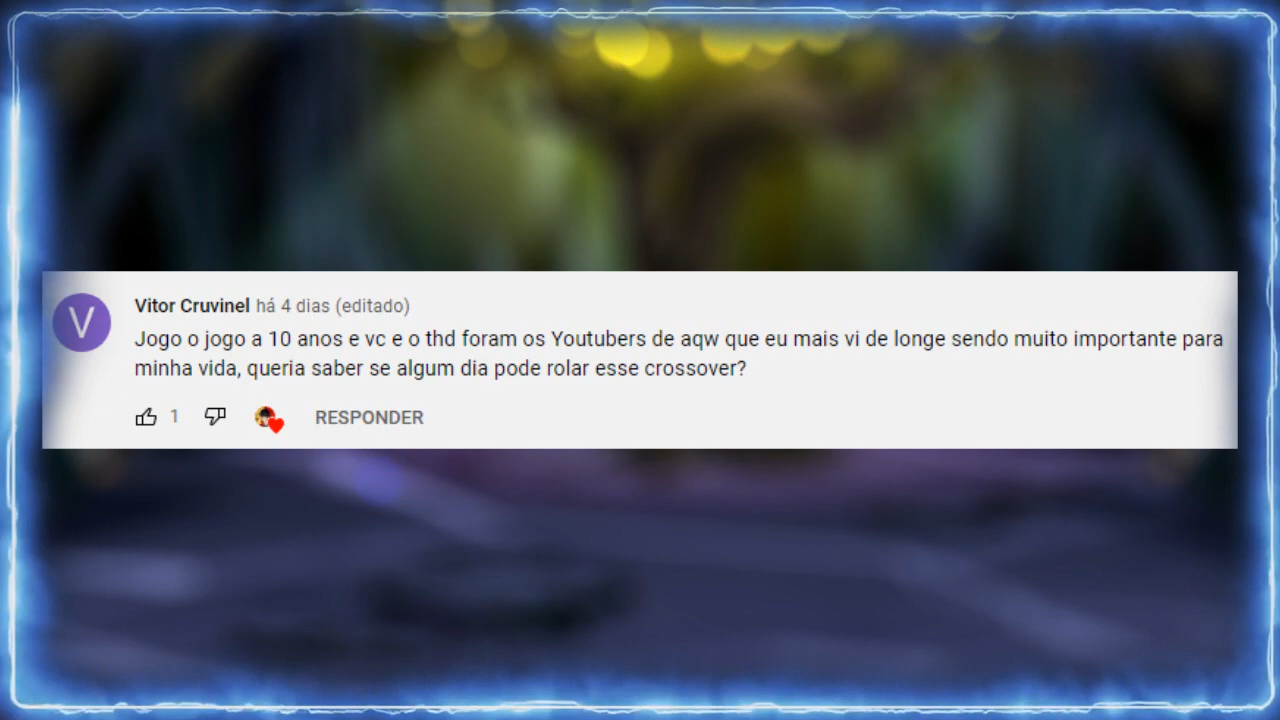 V
Vitor Cruvinel há 4 dias (editado)
Jogo o jogo a 10 anos e vc e o thd foram os Youtubers de aqw que eu mais vi de longe sendo muito importante para
minha vida, queria saber se algum dia pode rolar esse crossover?
1 RESPONDER